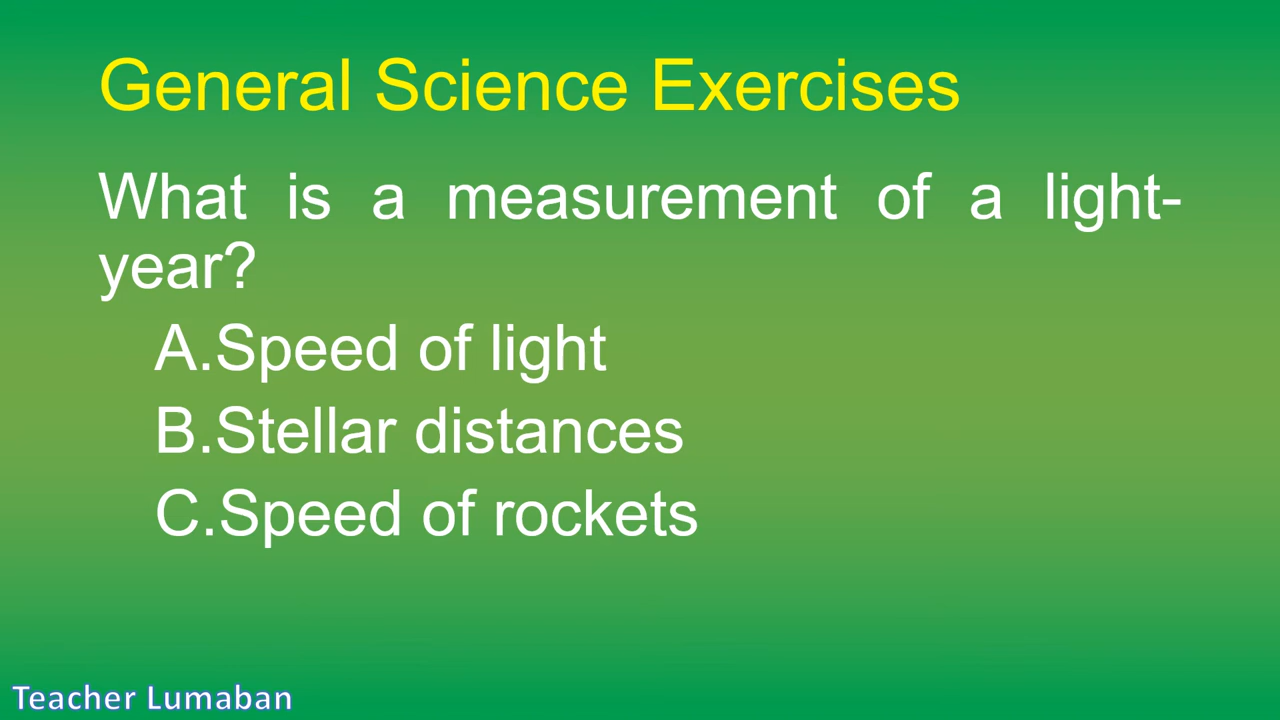 General Science Exercises
What is a measurement of a light-
year?
A.Speed of light
B.Stellar distances
C.Speed of rockets
Teacher Lumaban